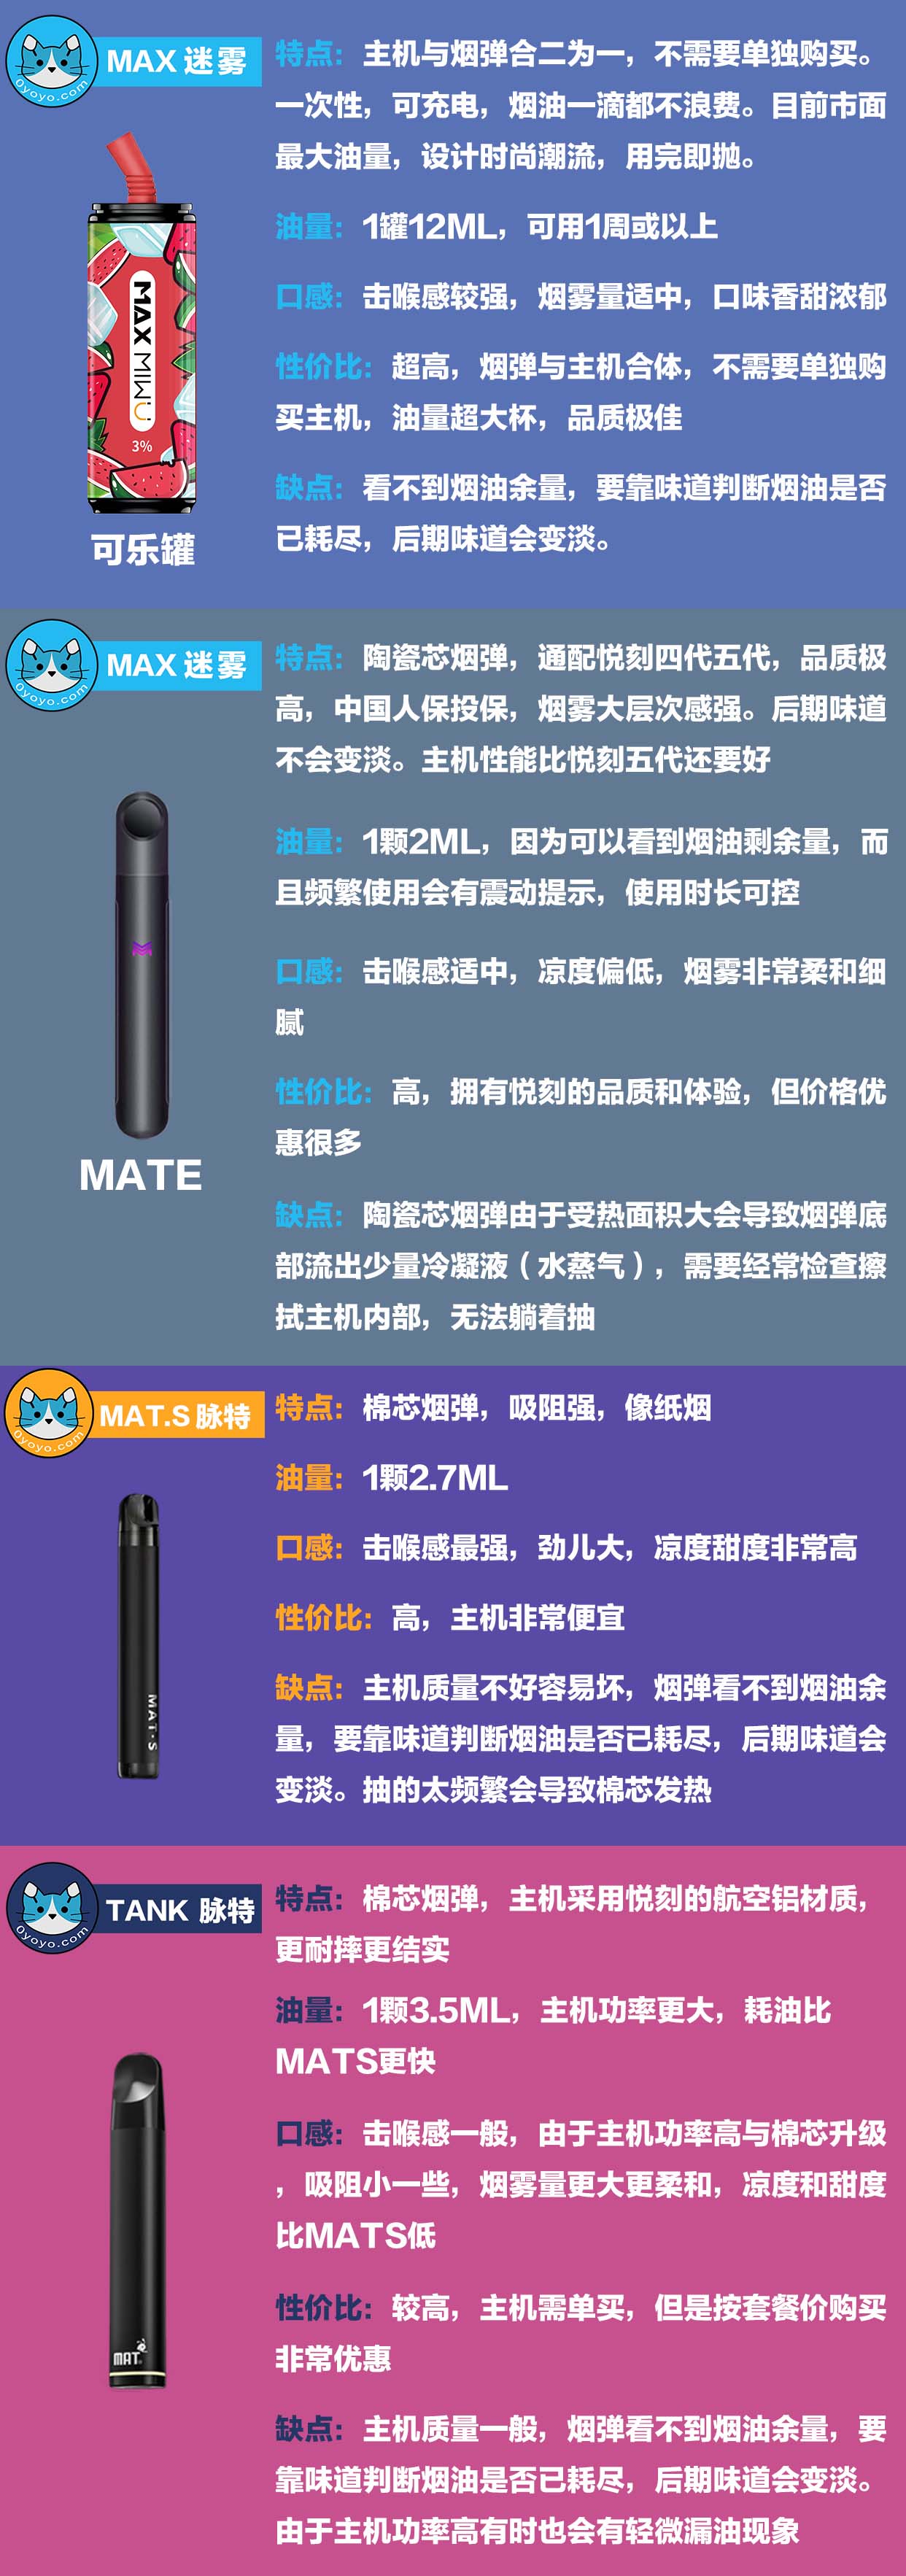 MAX 迷雾
0yoyo.com
特点：主机与烟弹合二为一，不需要单独购买。
一次性，可充电，烟油一滴都不浪费。目前市面
最大油量，设计时尚潮流，用完即抛。
油量：1罐12ML，可用1周或以上
口感：击喉感较强，烟雾量适中，口味香甜浓郁
性价比：超高，烟弹与主机合体，不需要单独购
买主机，油量超大杯，品质极佳
缺点：看不到烟油余量，要靠味道判断烟油是否
已耗尽，后期味道会变淡。
MAX MIWÜ
3%
可乐罐
MAX 迷雾
0yoyo.com
特点：陶瓷芯烟弹，通配悦刻四代五代，品质极
高，中国人保投保，烟雾大层次感强。后期味道
不会变淡。主机性能比悦刻五代还要好
油量：1颗2ML，因为可以看到烟油剩余量，而
且频繁使用会有震动提示，使用时长可控
口感：击喉感适中，凉度偏低，烟雾非常柔和细
腻
性价比：高，拥有悦刻的品质和体验，但价格优
惠很多
缺点：陶瓷芯烟弹由于受热面积大会导致烟弹底
部流出少量冷凝液（水蒸气），需要经常检查擦
拭主机内部，无法躺着抽
MATE
MAT.S 脉特
0yoyo.com
特点：棉芯烟弹，吸阻强，像纸烟
油量：1颗2.7ML
口感：击喉感最强，劲儿大，凉度甜度非常高
性价比：高，主机非常便宜
缺点：主机质量不好容易坏，烟弹看不到烟油余
量，要靠味道判断烟油是否已耗尽，后期味道会
变淡。抽的太频繁会导致棉芯发热
MAT·S
TANK 脉特
0yoyo.com
特点：棉芯烟弹，主机采用悦刻的航空铝材质，
更耐摔更结实
油量：1颗3.5ML，主机功率更大，耗油比
MATS更快
口感：击喉感一般，由于主机功率高与棉芯升级
，吸阻小一些，烟雾量更大更柔和，凉度和甜度
比MATS低
性价比：较高，主机需单买，但是按套餐价购买
非常优惠
缺点：主机质量一般，烟弹看不到烟油余量，要
靠味道判断烟油是否已耗尽，后期味道会变淡。
由于主机功率高有时也会有轻微漏油现象
MAT